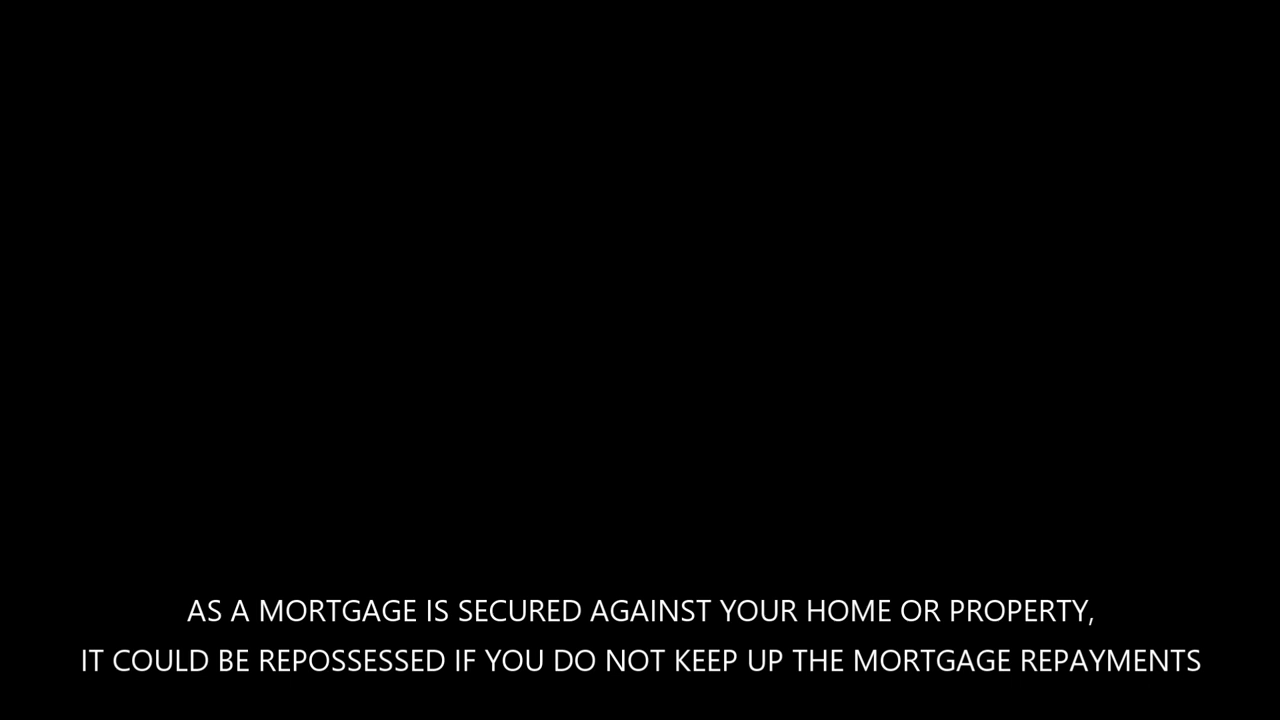 AS A MORTGAGE IS SECURED AGAINST YOUR HOME OR PROPERTY,
IT COULD BE REPOSSESSED IF YOU DO NOT KEEP UP THE MORTGAGE REPAYMENTS